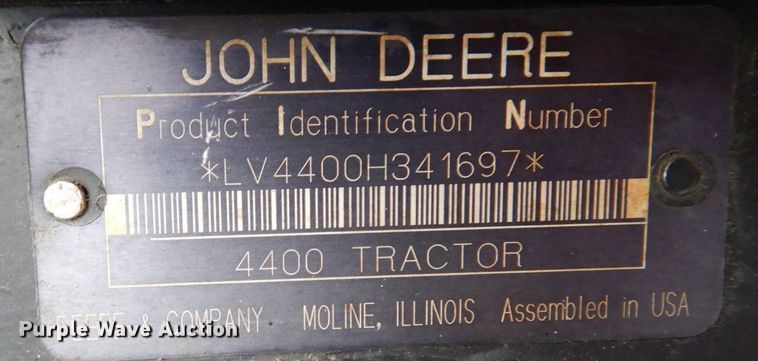 JOHN DEERE
Product Identification Number
*LV4400H341697*
4400 TRACTOR
DEERE & COMPANY MOLINE, ILLINOIS Assembled in USA
Purple Wave Auction